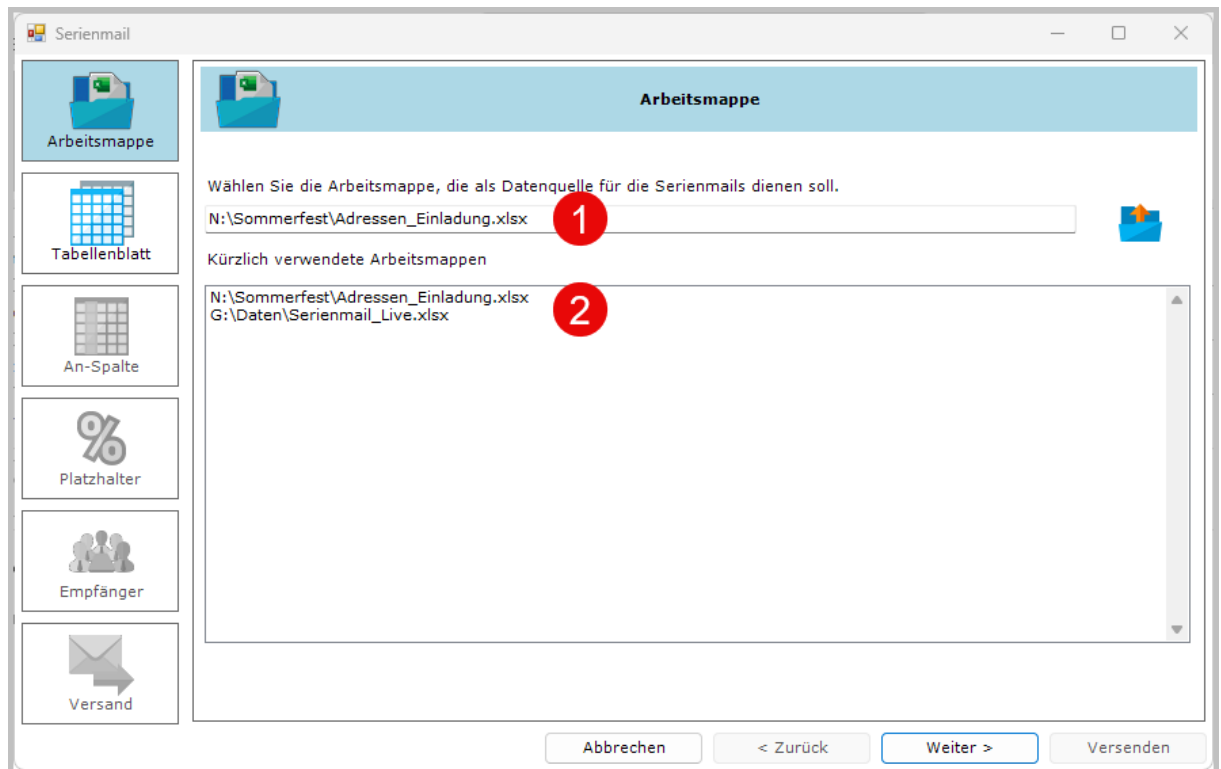 Serienmail
Arbeitsmappe
Arbeitsmappe
Wählen Sie die Arbeitsmappe, die als Datenquelle für die Serienmails dienen soll.
N:\Sommerfest\Adressen_Einladung.xlsx
1
Tabellenblatt
Kürzlich verwendete Arbeitsmappen
N:\Sommerfest\Adressen_Einladung.xlsx
G:\Daten\Serienmail_Live.xlsx
2
An-Spalte
%
Platzhalter
Empfänger
Versand
Abbrechen
< Zurück
Weiter >
Versenden